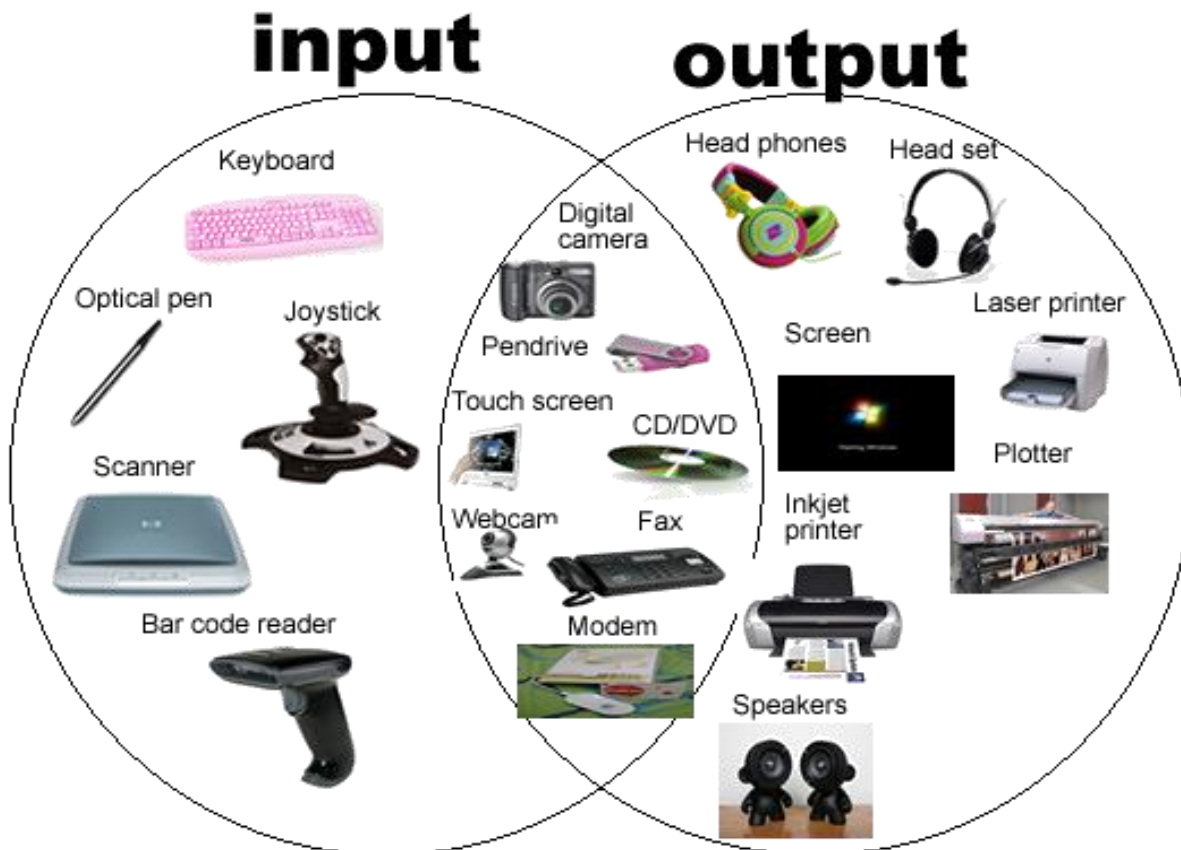 input
output
Keyboard
Optical pen
Joystick
Scanner
Bar code reader
Digital
camera
Pendrive
Touch screen
CD/DVD
Webcam
Fax
Modem
Head phones
Head set
Laser printer
Screen
Plotter
Inkjet
printer
Speakers